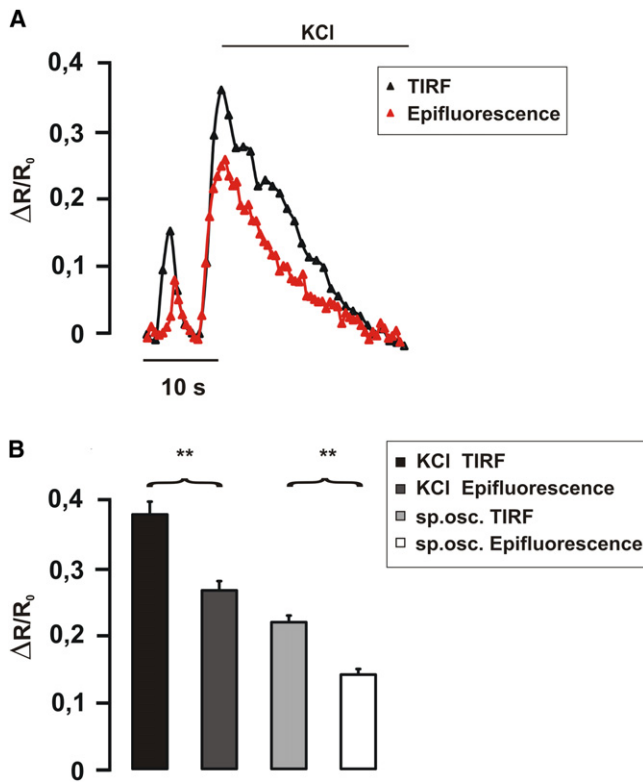 A
KCl
0,4
0,3
0,2
0,1
0
ΔR/R0
TIRF
Epifluorescence
10 s
B
** **
0,4
0,3
0,2
0,1
0
ΔR/R0
KCl TIRF
KCl Epifluorescence
sp.osc. TIRF
sp.osc. Epifluorescence